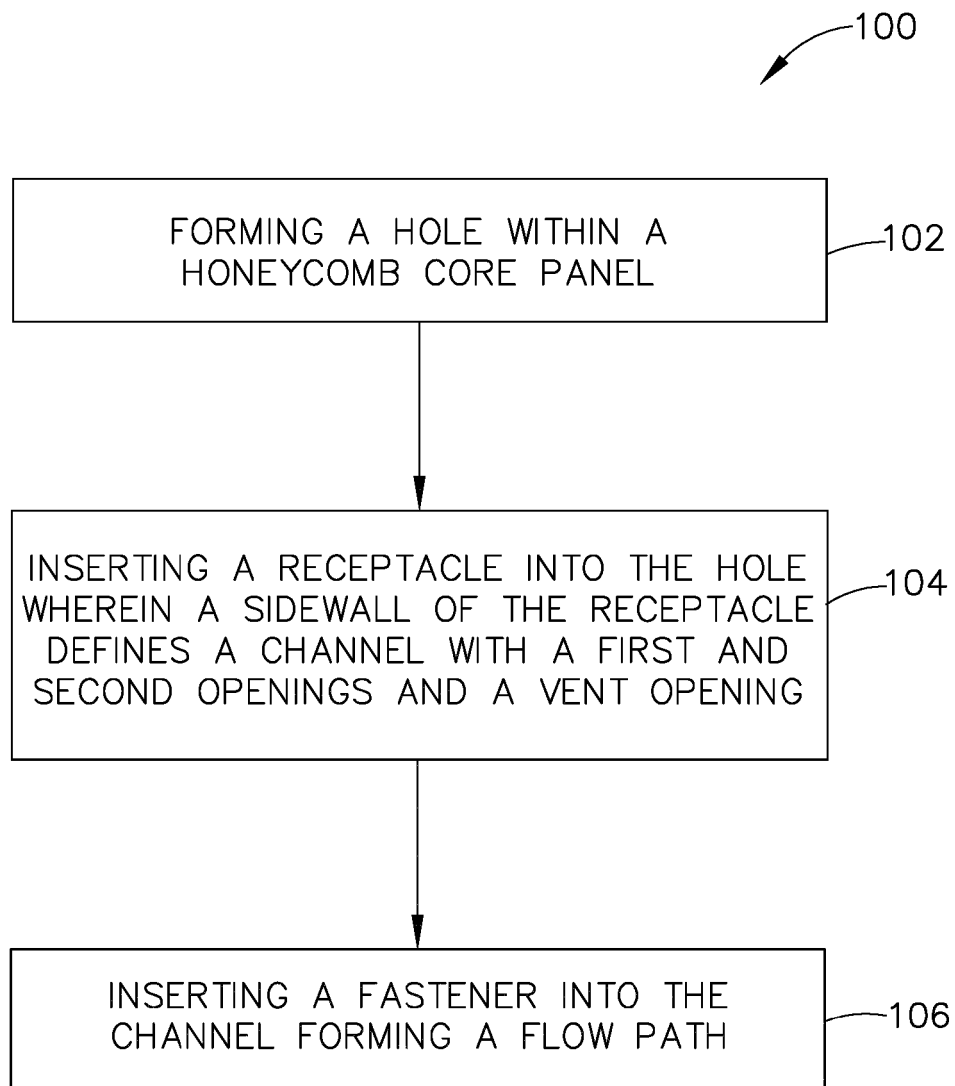 100
FORMING A HOLE WITHIN A
HONEYCOMB CORE PANEL
102
INSERTING A RECEPTACLE INTO THE HOLE
WHEREIN A SIDEWALL OF THE RECEPTACLE
DEFINES A CHANNEL WITH A FIRST AND
SECOND OPENINGS AND A VENT OPENING
104
INSERTING A FASTENER INTO THE
CHANNEL FORMING A FLOW PATH
106